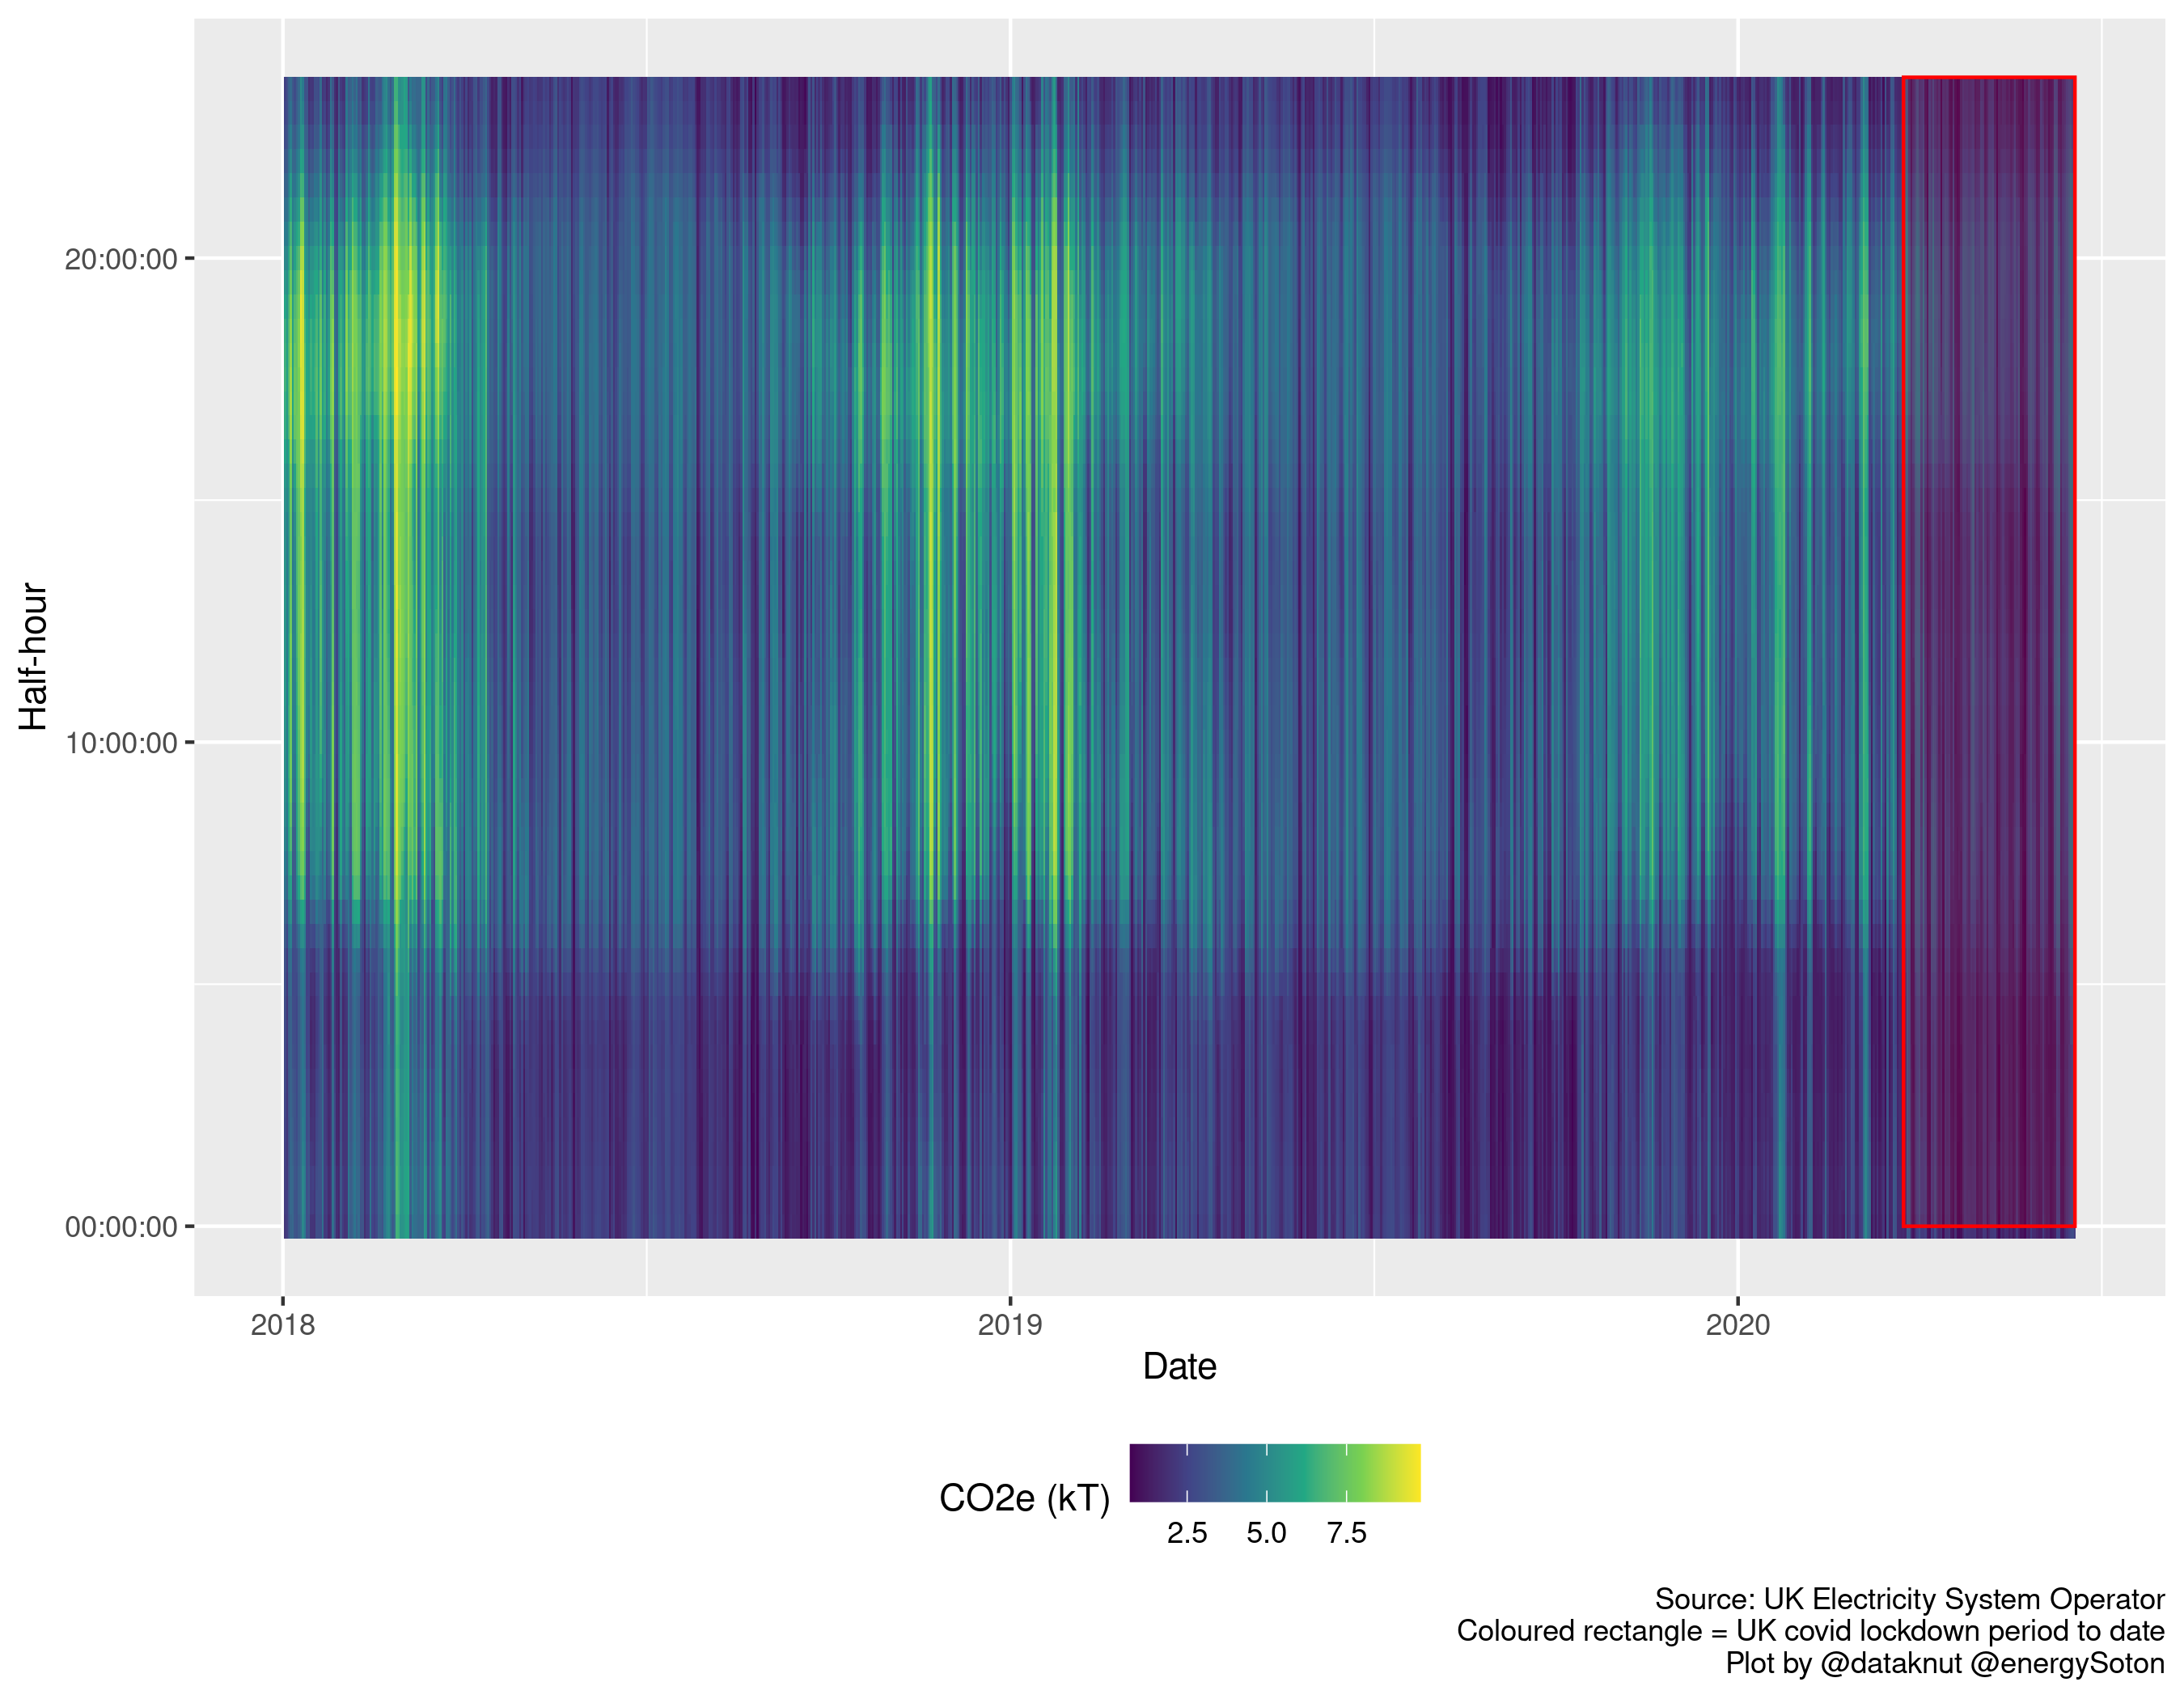 20:00:00
10:00:00
00:00:00
Half-hour
2018 2019 2020
Date
CO2e (kT)
2.5 5.0 7.5
Source: UK Electricity System Operator
Coloured rectangle = UK covid lockdown period to date
Plot by @dataknut @energySoton